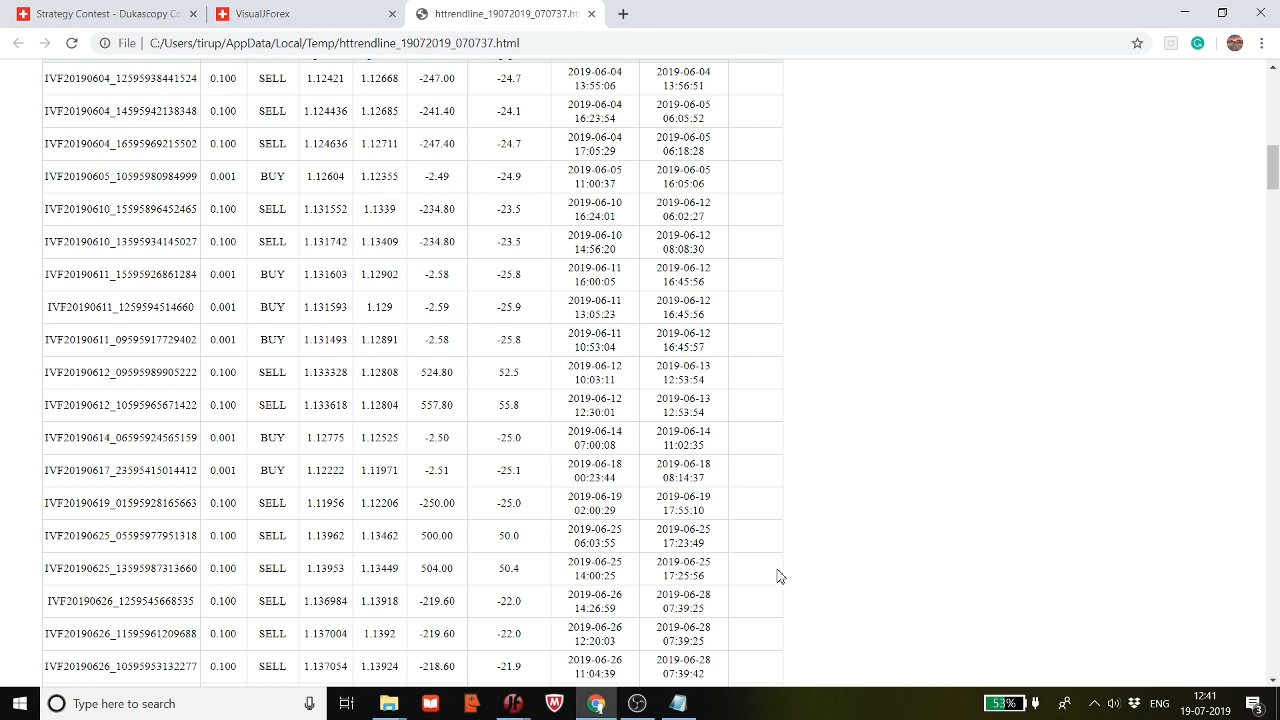 Strategy Contest - Dukascopy Co
VisualJForex
httrendline_19072019_070737.ht
File
C:/Users/tirup/AppData/Local/Temp/httrendline_19072019_070737.html
IVF20190604_12595938441524 0.100 SELL 1.12421 1.12668 -247.00 -24.7 2019-06-04 13:55:06 2019-06-04 13:56:51
IVF20190604_14595942138348 0.100 SELL 1.124436 1.12685 -241.40 -24.1 2019-06-04 16:23:54 2019-06-05 06:05:52
IVF20190604_16595969215502 0.100 SELL 1.124636 1.12711 -247.40 -24.7 2019-06-04 17:05:29 2019-06-05 06:18:28
IVF20190605_10595980984999 0.001 BUY 1.12604 1.12355 -2.49 -24.9 2019-06-05 11:00:37 2019-06-05 16:05:06
IVF20190610_15595896452465 0.100 SELL 1.131552 1.1339 -234.80 -23.5 2019-06-10 16:24:01 2019-06-12 06:02:27
IVF20190610_13595934145027 0.100 SELL 1.131742 1.13409 -234.80 -23.5 2019-06-10 14:56:20 2019-06-12 08:08:30
IVF20190611_15595926861284 0.001 BUY 1.131603 1.12902 -2.58 -25.8 2019-06-11 16:00:05 2019-06-12 16:45:56
IVF20190611_1259594514660 0.001 BUY 1.131593 1.129 -2.59 -25.9 2019-06-11 13:05:23 2019-06-12 16:45:56
IVF20190611_09595917729402 0.001 BUY 1.131493 1.12891 -2.58 -25.8 2019-06-11 10:53:04 2019-06-12 16:45:57
IVF20190612_09595989905222 0.100 SELL 1.133328 1.12808 524.80 52.5 2019-06-12 10:03:11 2019-06-13 12:53:54
IVF20190612_10595965671422 0.100 SELL 1.133618 1.12804 557.80 55.8 2019-06-12 12:30:01 2019-06-13 12:53:54
IVF20190614_06595924565159 0.001 BUY 1.12775 1.12525 -2.50 -25.0 2019-06-14 07:00:08 2019-06-14 11:02:35
IVF20190617_23595415014412 0.001 BUY 1.12222 1.11971 -2.51 -25.1 2019-06-18 00:23:44 2019-06-18 08:14:37
IVF20190619_01595928165663 0.100 SELL 1.11956 1.12206 -250.00 -25.0 2019-06-19 02:00:29 2019-06-19 17:55:10
IVF20190625_05595977951318 0.100 SELL 1.13962 1.13462 500.00 50.0 2019-06-25 06:03:55 2019-06-25 17:23:49
IVF20190625_13595987313660 0.100 SELL 1.13953 1.13449 504.00 50.4 2019-06-25 14:00:25 2019-06-25 17:25:56
IVF20190626_1259545668535 0.100 SELL 1.136984 1.13918 -219.60 -22.0 2019-06-26 14:26:59 2019-06-28 07:39:25
IVF20190626_11595961209688 0.100 SELL 1.137004 1.1392 -219.60 -22.0 2019-06-26 12:20:03 2019-06-28 07:39:25
IVF20190626_10595953132277 0.100 SELL 1.137054 1.13924 -218.60 -21.9 2019-06-26 11:04:39 2019-06-28 07:39:42
Type here to search
53%
ENG
12:41
19-07-2019
3